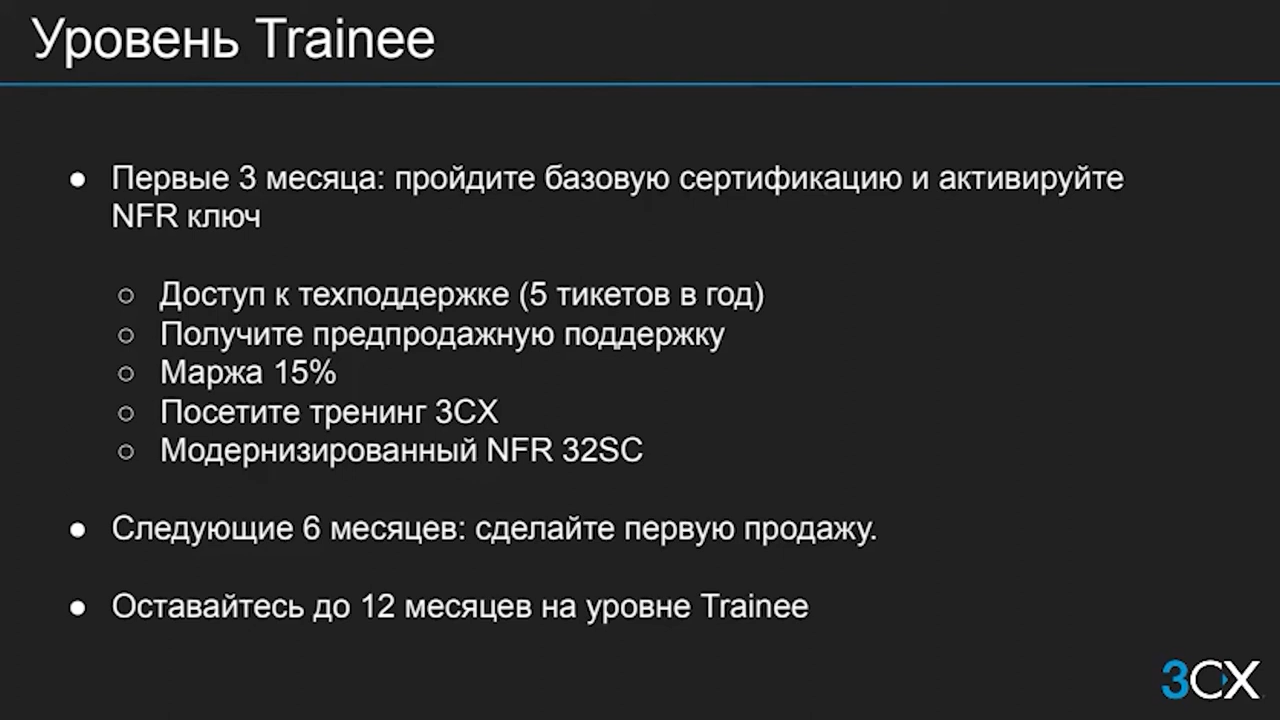 Уровень Trainee
● Первые 3 месяца: пройдите базовую сертификацию и активируйте
NFR ключ
○ Доступ к техподдержке (5 тикетов в год)
○ Получите предпродажную поддержку
○ Маржа 15%
○ Посетите тренинг 3CX
○ Модернизированный NFR 32SC
● Следующие 6 месяцев: сделайте первую продажу.
● Оставайтесь до 12 месяцев на уровне Trainee
3CX